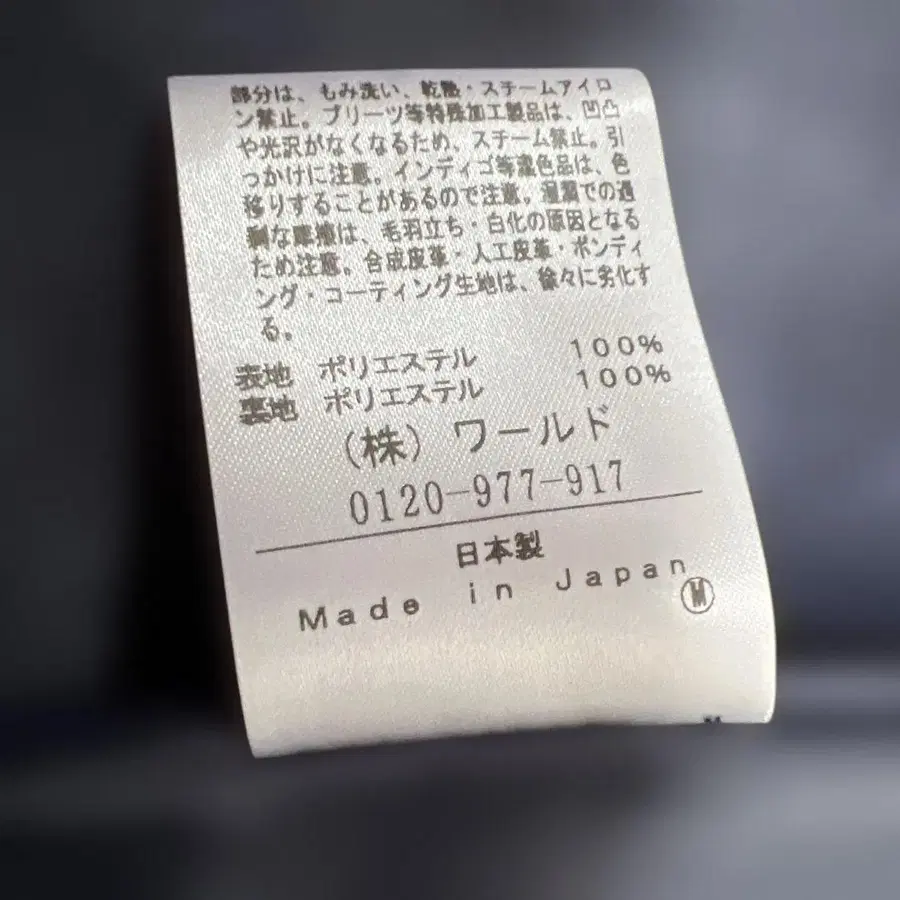 部分は、もみ洗い、乾燥・スチームアイロ
ン禁止。プリーツ等特殊加工製品は、凹凸
や光沢がなくなるため、スチーム禁止。引
っかけに注意。インディゴ等濃色品は、色
移りすることがあるので注意。湿潤での過
剰な摩擦は、毛羽立ち・白化の原因となる
ため注意。合成皮革・人工皮革・ボンディ
ング・コーティング生地は、徐々に劣化す
る。
表地 ポリエステル 100%
裏地 ポリエステル 100%
(株) ワールド
0120-977-917
日本製
Made in Japan
Ⓜ